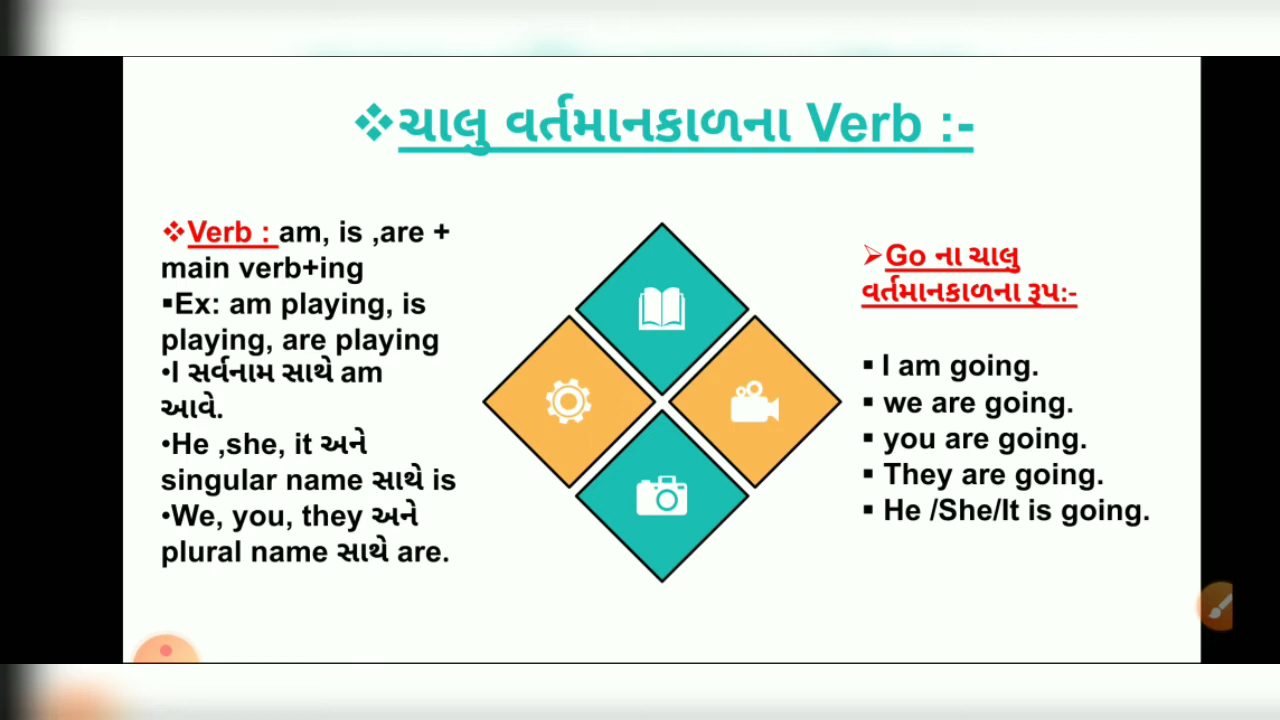 ❖ચાલુ વર્તમાનકાળના Verb :-
❖Verb : am, is ,are +
main verb+ing
▪Ex: am playing, is
playing, are playing
•I સર્વનામ સાથે am
આવે.
•He ,she, it અને
singular name સાથે is
•We, you, they અને
plural name સાથે are.
➢Go ના ચાલુ
વર્તમાનકાળના રૂપ:-
▪ I am going.
▪ we are going.
▪ you are going.
▪ They are going.
▪ He /She/It is going.